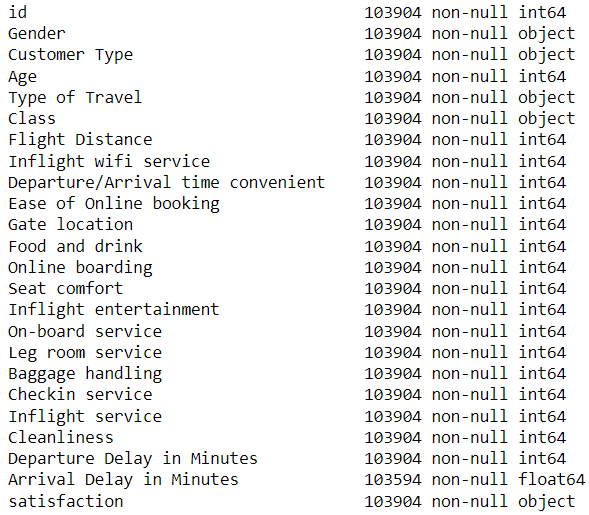 id 103904 non-null int64
Gender 103904 non-null object
Customer Type 103904 non-null object
Age 103904 non-null int64
Type of Travel 103904 non-null object
Class 103904 non-null object
Flight Distance 103904 non-null int64
Inflight wifi service 103904 non-null int64
Departure/Arrival time convenient 103904 non-null int64
Ease of Online booking 103904 non-null int64
Gate location 103904 non-null int64
Food and drink 103904 non-null int64
Online boarding 103904 non-null int64
Seat comfort 103904 non-null int64
Inflight entertainment 103904 non-null int64
On-board service 103904 non-null int64
Leg room service 103904 non-null int64
Baggage handling 103904 non-null int64
Checkin service 103904 non-null int64
Inflight service 103904 non-null int64
Cleanliness 103904 non-null int64
Departure Delay in Minutes 103904 non-null int64
Arrival Delay in Minutes 103594 non-null float64
satisfaction 103904 non-null object